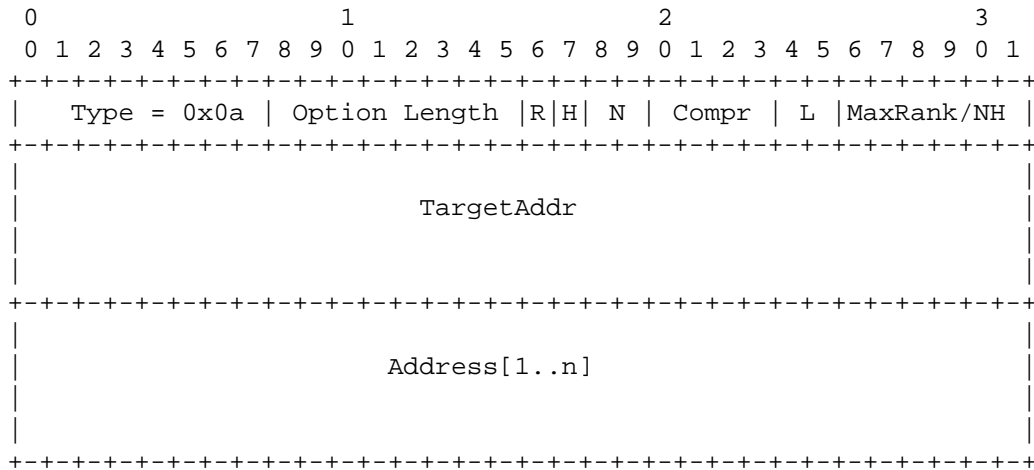 0                   1                   2                   3
 0 1 2 3 4 5 6 7 8 9 0 1 2 3 4 5 6 7 8 9 0 1 2 3 4 5 6 7 8 9 0 1
+-+-+-+-+-+-+-+-+-+-+-+-+-+-+-+-+-+-+-+-+-+-+-+-+-+-+-+-+-+-+-+-+
|   Type = 0x0a | Option Length |R|H| N | Compr | L |MaxRank/NH |
+-+-+-+-+-+-+-+-+-+-+-+-+-+-+-+-+-+-+-+-+-+-+-+-+-+-+-+-+-+-+-+-+
|                                                               |
|                         TargetAddr                            |
|                                                               |
|                                                               |
+-+-+-+-+-+-+-+-+-+-+-+-+-+-+-+-+-+-+-+-+-+-+-+-+-+-+-+-+-+-+-+-+
|                                                               |
|                       Address[1..n]                           |
|                                                               |
|                                                               |
+-+-+-+-+-+-+-+-+-+-+-+-+-+-+-+-+-+-+-+-+-+-+-+-+-+-+-+-+-+-+-+-+